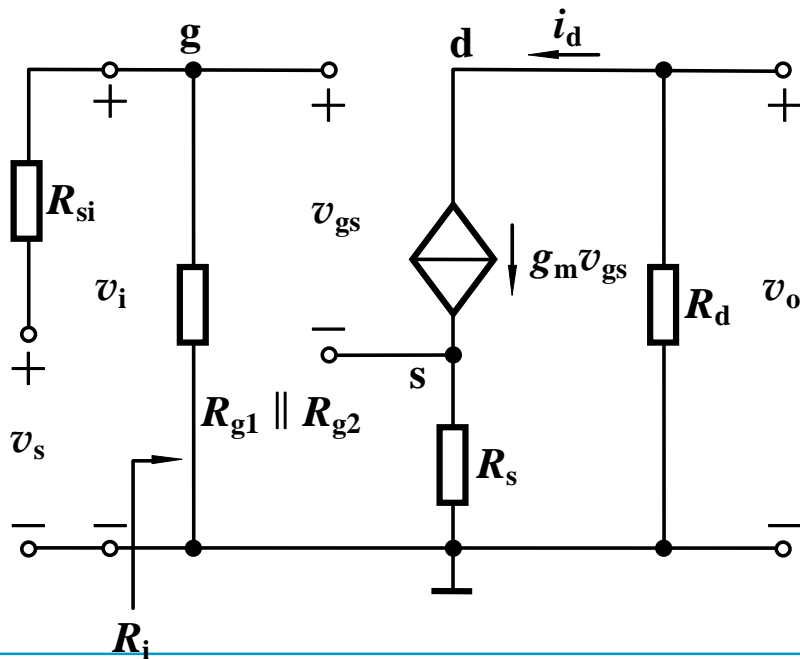 g
d
i_d
+
+
+
R_si
v_gs
g_m v_gs
v_i
R_d
v_o
−
+
s
R_g1 ∥ R_g2
v_s
R_s
−
−
−
R_i